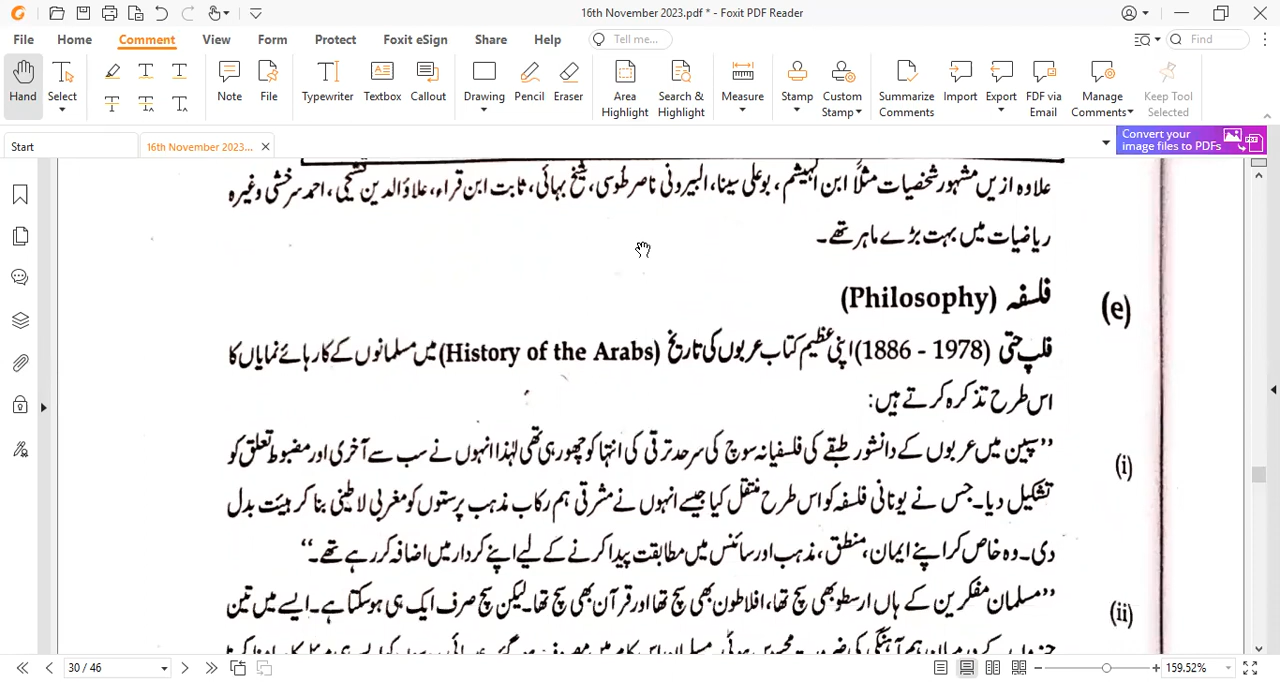 16th November 2023.pdf * - Foxit PDF Reader
File Home Comment View Form Protect Foxit eSign Share Help Tell me... Find
Hand Select Note File Typewriter Textbox Callout Drawing Pencil Eraser Area Highlight Search & Highlight Measure Stamp Custom Stamp Summarize Comments Import Export FDF via Email Manage Comments Keep Tool Selected
Start 16th November 2023... Convert your image files to PDFs
علاوہ ازیں مشہور شخصیات مثلاً ابن الہیشم، بوعلی سینا، البیرونی ناصر طوسی، شیخ بہائی، ثابت ابن قراء، علاؤ الدین قشجی، احمد سرخشی وغیرہ
ریاضیات میں بہت بڑے ماہر تھے۔
(e) فلسفہ (Philosophy)
فلپ حتی (1886 - 1978) اپنی عظیم کتاب عربوں کی تاریخ (History of the Arabs) میں مسلمانوں کے کارہائے نمایاں کا
اس طرح تذکرہ کرتے ہیں:
(i) ”سپین میں عربوں کے دانشور طبقے کی فلسفیانہ سوچ کی سرحد ترقی کی انتہا کو چھو رہی تھی لہٰذا انہوں نے سب سے آخری اور مضبوط تعلق کو
تشکیل دیا۔ جس نے یونانی فلسفہ کو اس طرح منتقل کیا جیسے انہوں نے مشرقی ہم رکاب مذہب پرستوں کو مغربی لاطینی بنا کر ہیئت بدل
دی۔ وہ خاص کر اپنے ایمان، منطق، مذہب اور سائنس میں مطابقت پیدا کرنے کے لیے اپنے کردار میں اضافہ کر رہے تھے۔“
(ii) ”مسلمان مفکرین کے ہاں ارسطو بھی سچ تھا، افلاطون بھی سچ تھا اور قرآن بھی سچ تھا۔ لیکن سچ صرف ایک ہی ہو سکتا ہے۔ ایسے میں تین
30 / 46 159.52%